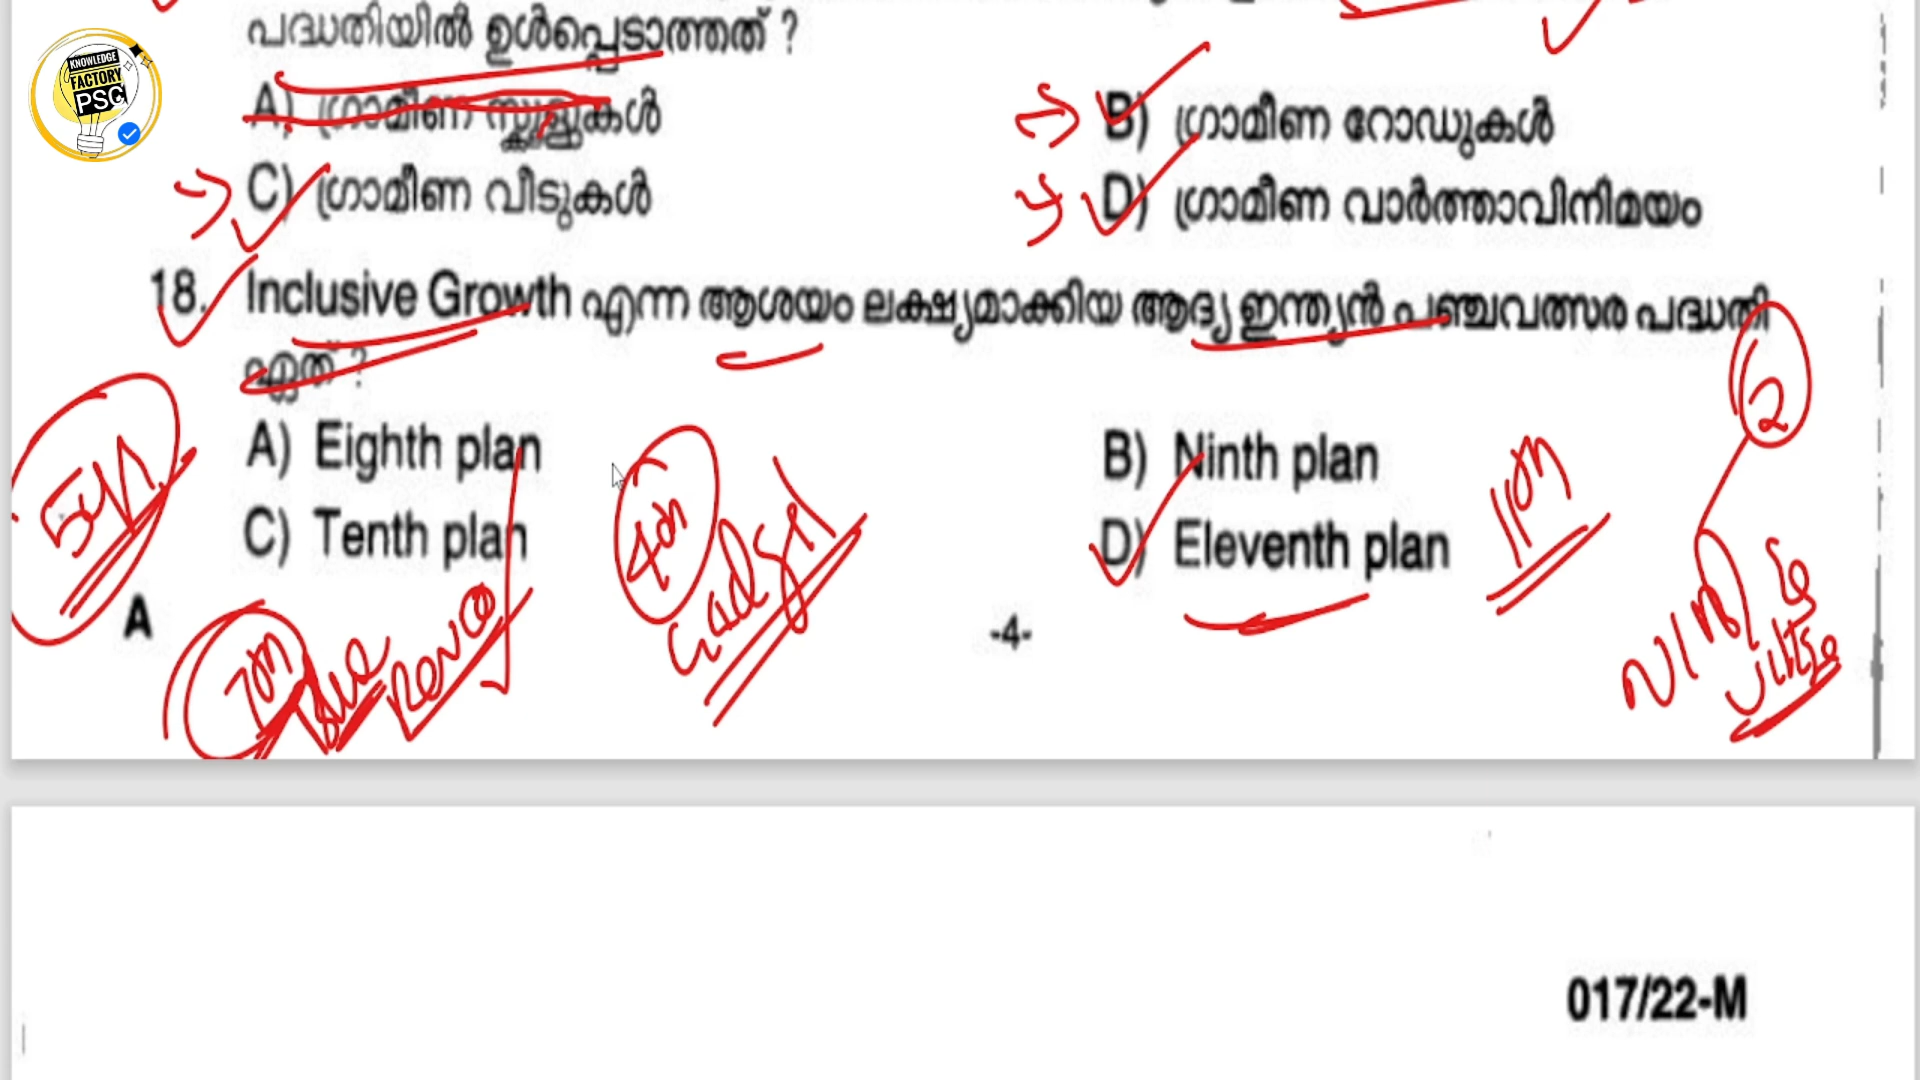 പദ്ധതിയിൽ ഉൾപ്പെടാത്തത് ?
KNOWLEDGE
FACTORY
PSC
A) ഗ്രാമീണ സ്കൂളുകൾ
B) ഗ്രാമീണ റോഡുകൾ
C) ഗ്രാമീണ വീടുകൾ
D) ഗ്രാമീണ വാർത്താവിനിമയം
18. Inclusive Growth എന്ന ആശയം ലക്ഷ്യമാക്കിയ ആദ്യ ഇന്ത്യൻ പഞ്ചവത്സര പദ്ധതി
ഏത് ?
A) Eighth plan
B) Ninth plan
C) Tenth plan
D) Eleventh plan
2
A
-4-
017/22-M